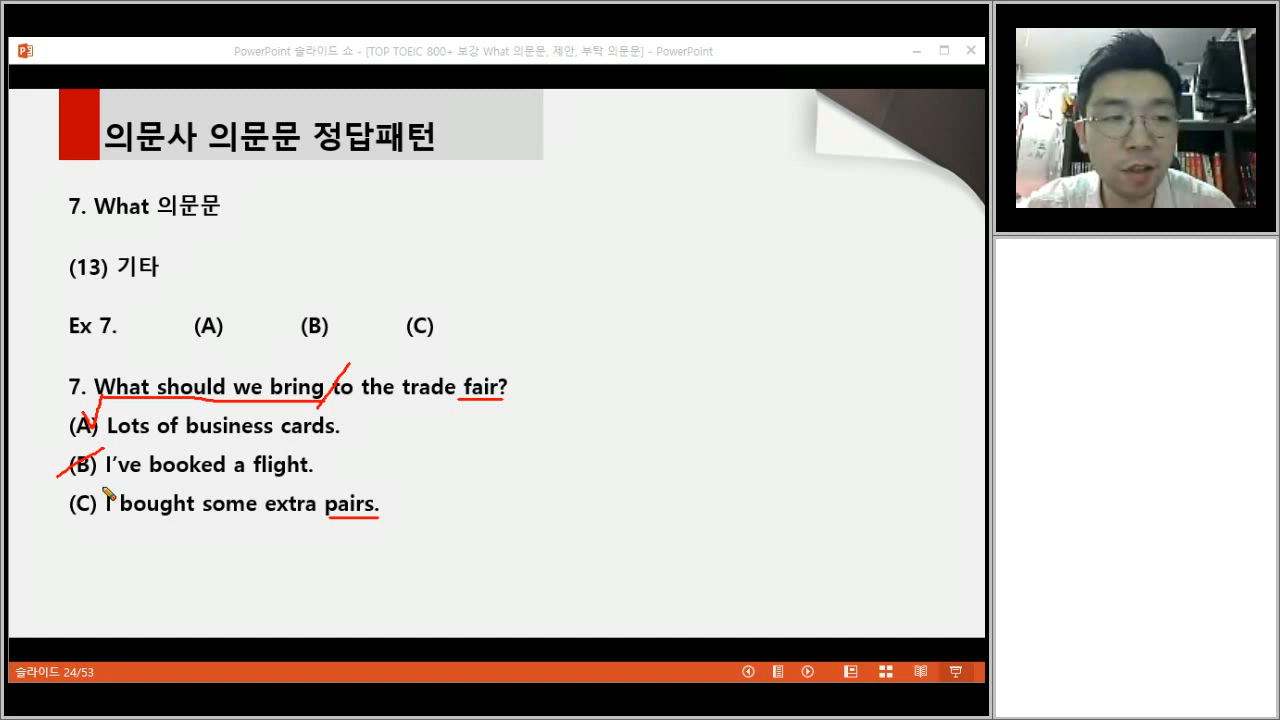 PowerPoint 슬라이드 쇼 - [TOP TOEIC 800+ 보강 What 의문문, 제안, 부탁 의문문] - PowerPoint
의문사 의문문 정답패턴
7. What 의문문
(13) 기타
Ex 7. (A) (B) (C)
7. What should we bring to the trade fair?
(A) Lots of business cards.
(B) I’ve booked a flight.
(C) I bought some extra pairs.
슬라이드 24/53